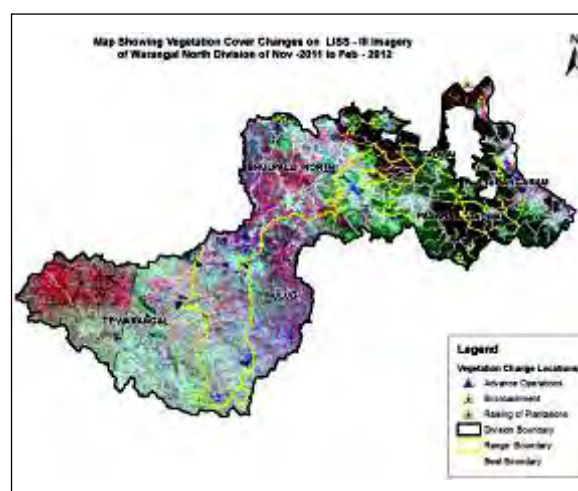 Map Showing Vegetation Cover Changes on LISS - III Imagery
of Warangal North Division of Nov -2011 to Feb - 2012
N
Legend
Vegetation Change Locations
Advance Operations
Encroachment
Raising of Plantations
Division Boundary
Range Boundary
Beat Boundary